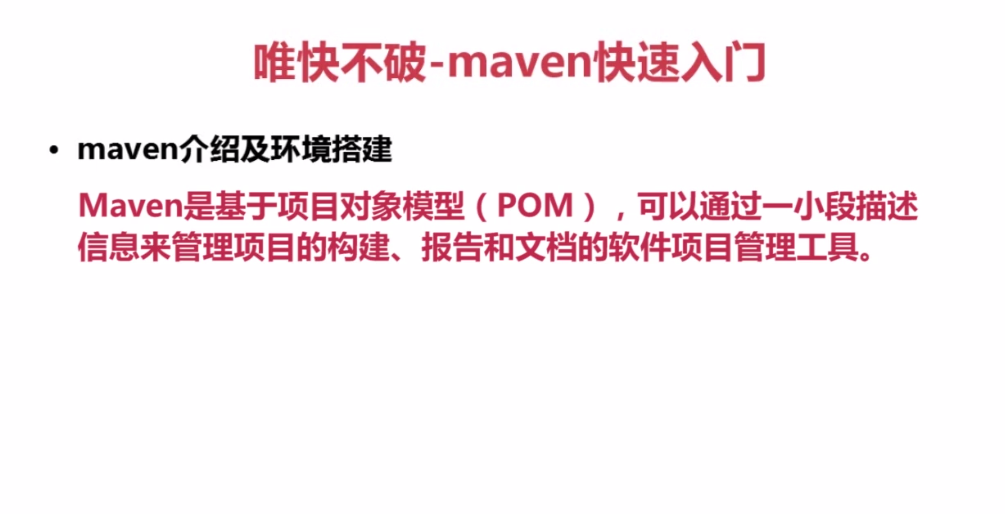 唯快不破-maven快速入门
• maven介绍及环境搭建
Maven是基于项目对象模型（POM），可以通过一小段描述
信息来管理项目的构建、报告和文档的软件项目管理工具。